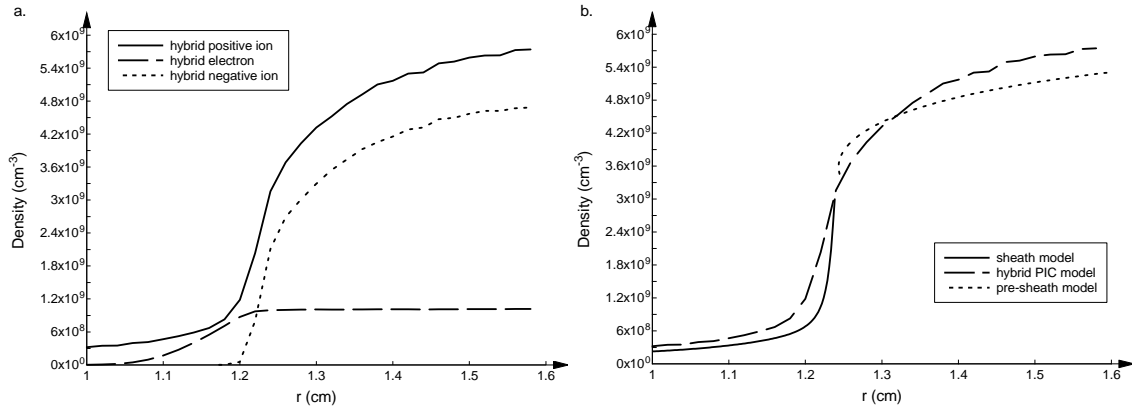 a.
hybrid positive ion
hybrid electron
hybrid negative ion
Density (cm⁻³)
6x10⁹
5.4x10⁹
4.8x10⁹
4.2x10⁹
3.6x10⁹
3x10⁹
2.4x10⁹
1.8x10⁹
1.2x10⁹
6x10⁸
0x10⁰
1
1.1
1.2
1.3
1.4
1.5
1.6
r (cm)
b.
Density (cm⁻³)
6x10⁹
5.4x10⁹
4.8x10⁹
4.2x10⁹
3.6x10⁹
3x10⁹
2.4x10⁹
1.8x10⁹
1.2x10⁹
6x10⁸
0x10⁰
sheath model
hybrid PIC model
pre-sheath model
1
1.1
1.2
1.3
1.4
1.5
1.6
r (cm)